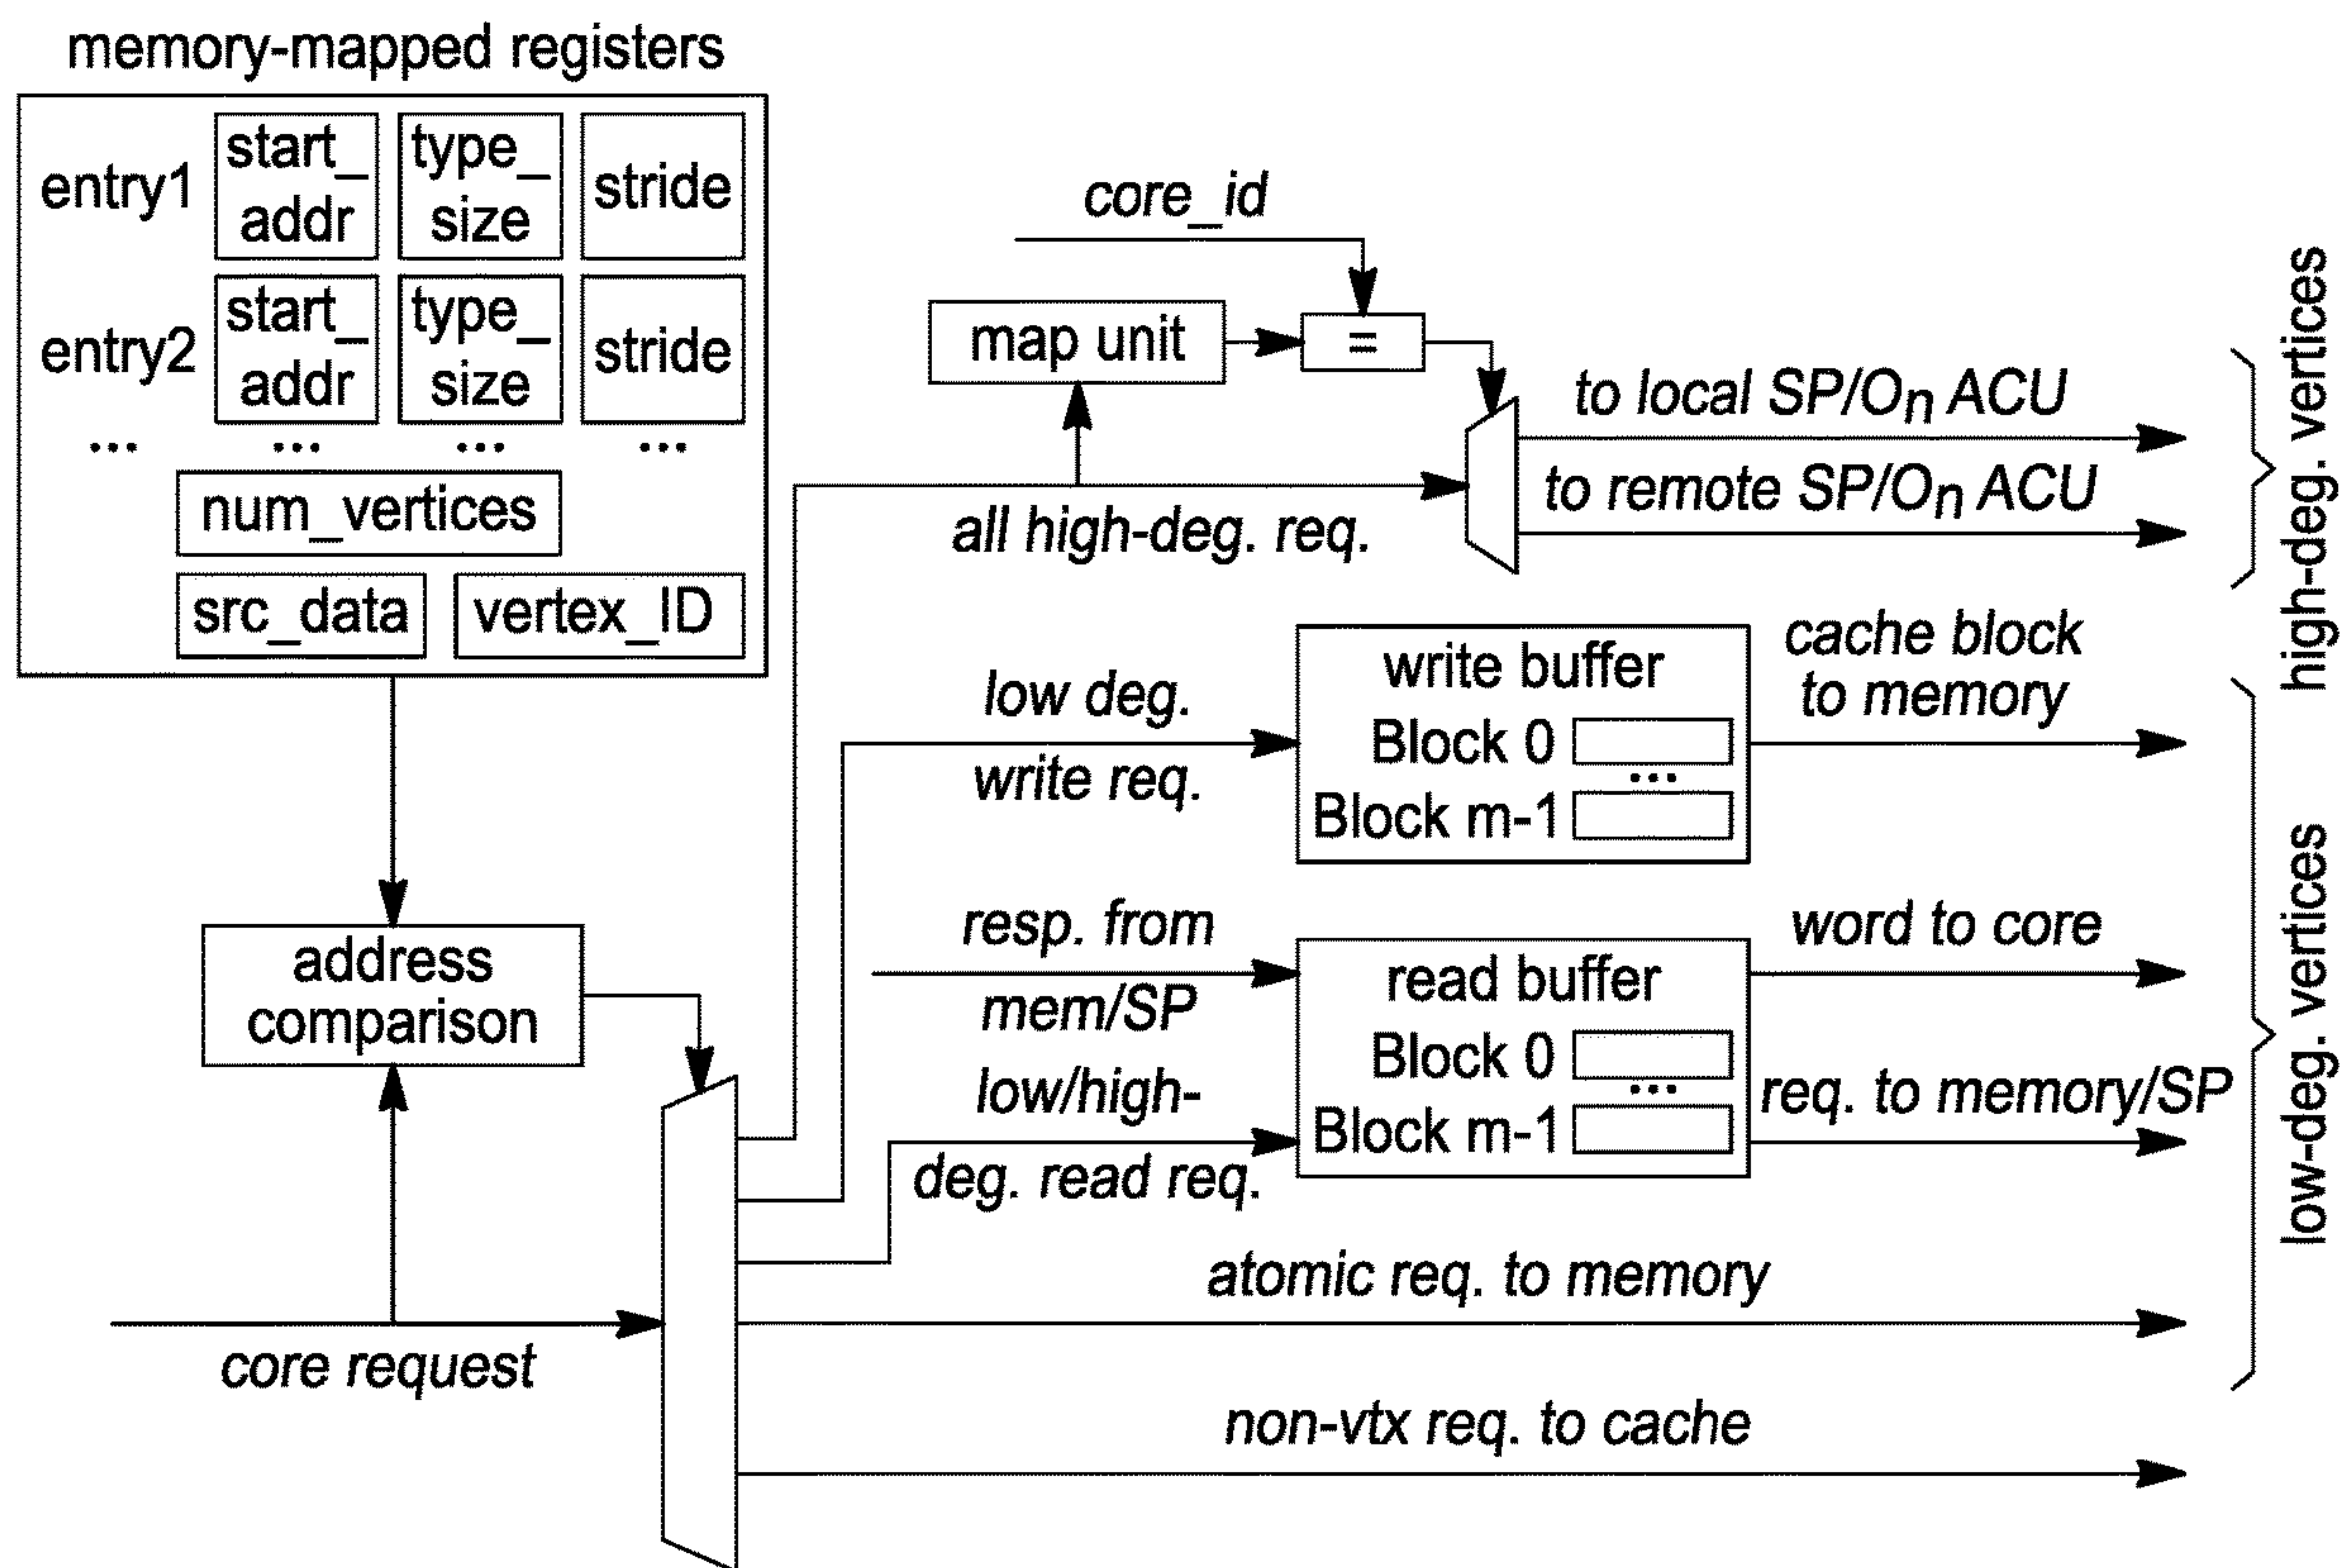 memory-mapped registers
entry1
start_
addr
type_
size
stride
entry2
start_
addr
type_
size
stride
... ... ... ...
num_vertices
src_data
vertex_ID
address
comparison
core request
core_id
map unit
=
all high-deg. req.
to local SP/On ACU
to remote SP/On ACU
high-deg. vertices
low deg.
write req.
write buffer
Block 0
...
Block m-1
cache block
to memory
resp. from
mem/SP
low/high-
deg. read req.
read buffer
Block 0
...
Block m-1
word to core
req. to memory/SP
atomic req. to memory
low-deg. vertices
non-vtx req. to cache